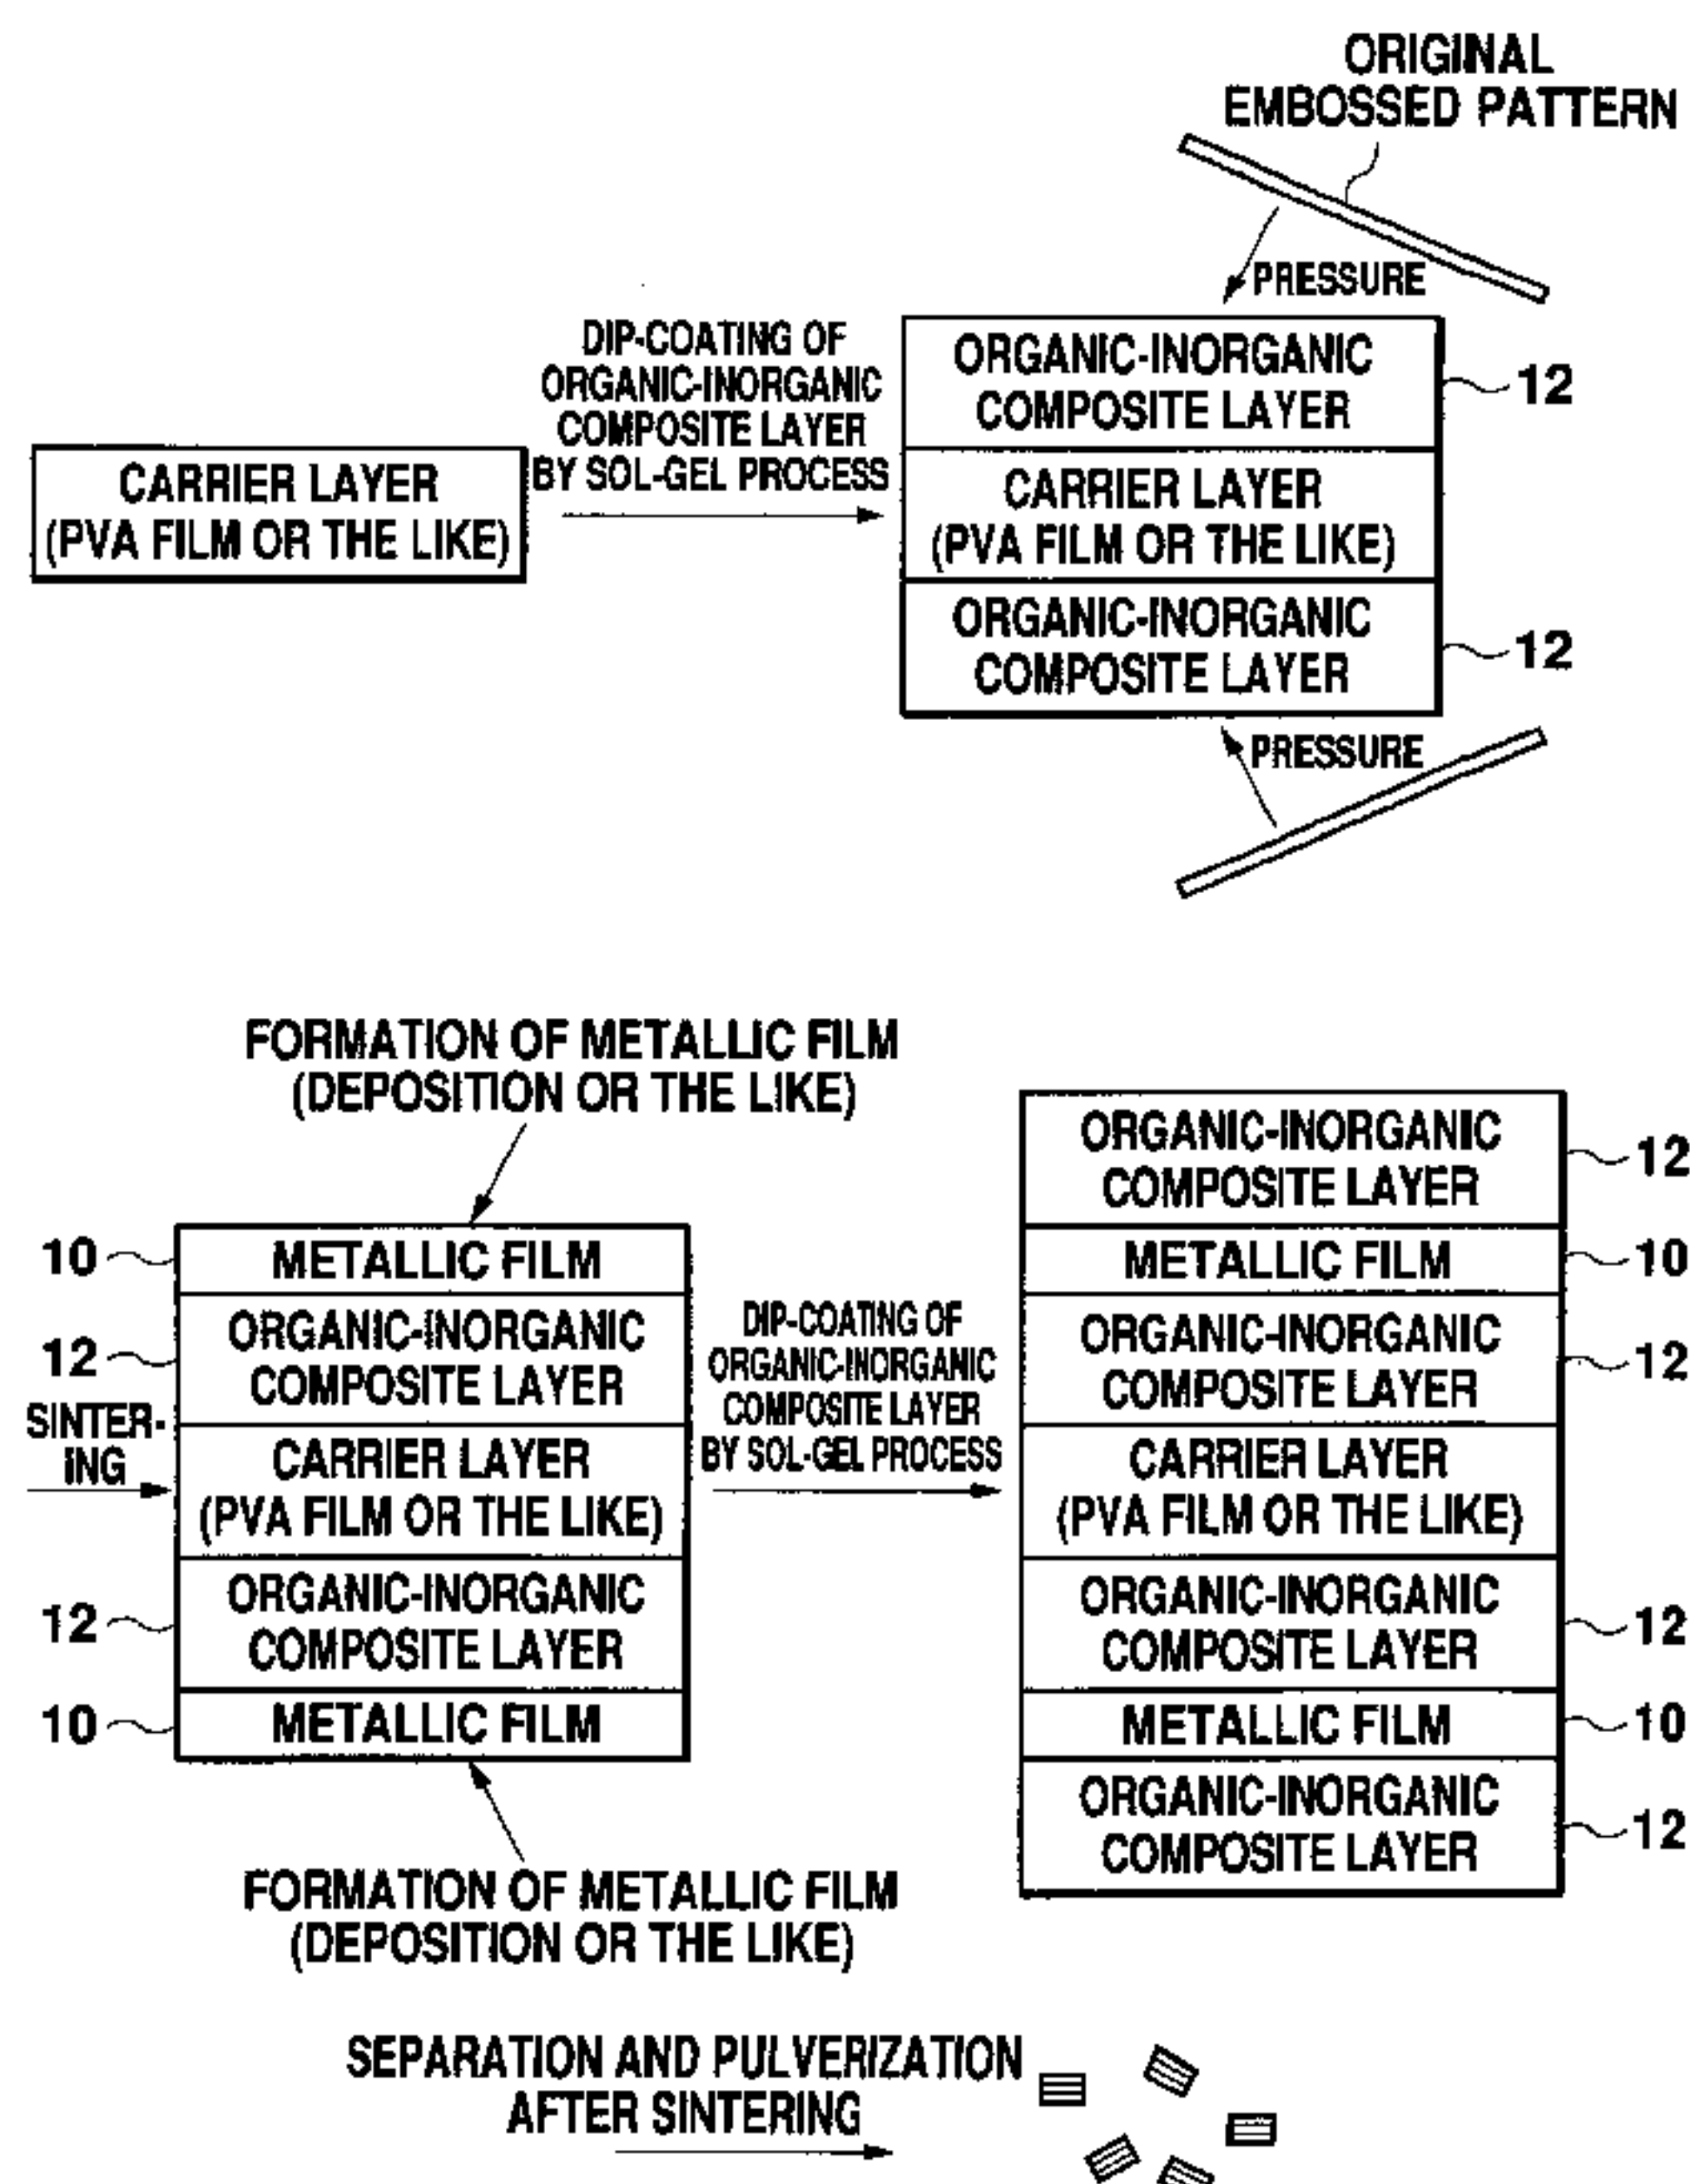 ORIGINAL
EMBOSSED PATTERN
PRESSURE
DIP-COATING OF
ORGANIC-INORGANIC
COMPOSITE LAYER
BY SOL-GEL PROCESS
CARRIER LAYER
(PVA FILM OR THE LIKE)
ORGANIC-INORGANIC
COMPOSITE LAYER
12
CARRIER LAYER
(PVA FILM OR THE LIKE)
ORGANIC-INORGANIC
COMPOSITE LAYER
12
PRESSURE
FORMATION OF METALLIC FILM
(DEPOSITION OR THE LIKE)
10
METALLIC FILM
12
ORGANIC-INORGANIC
COMPOSITE LAYER
SINTER-
ING
CARRIER LAYER
(PVA FILM OR THE LIKE)
12
ORGANIC-INORGANIC
COMPOSITE LAYER
10
METALLIC FILM
FORMATION OF METALLIC FILM
(DEPOSITION OR THE LIKE)
DIP-COATING OF
ORGANIC-INORGANIC
COMPOSITE LAYER
BY SOL-GEL PROCESS
ORGANIC-INORGANIC
COMPOSITE LAYER
12
METALLIC FILM
10
ORGANIC-INORGANIC
COMPOSITE LAYER
12
CARRIER LAYER
(PVA FILM OR THE LIKE)
ORGANIC-INORGANIC
COMPOSITE LAYER
12
METALLIC FILM
10
ORGANIC-INORGANIC
COMPOSITE LAYER
12
SEPARATION AND PULVERIZATION
AFTER SINTERING